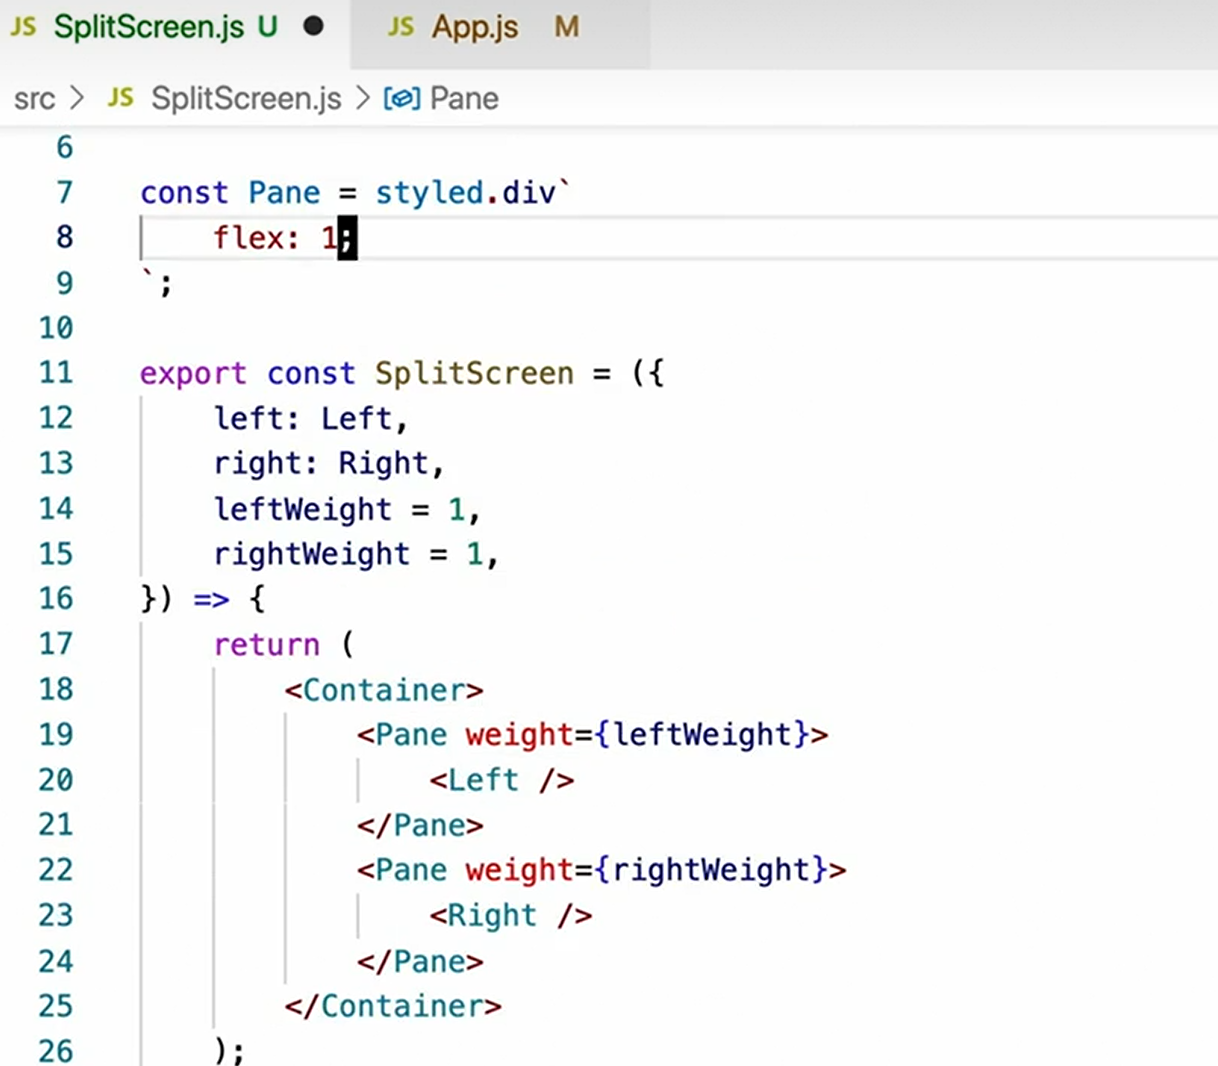 JS SplitScreen.js U ● JS App.js M
src > JS SplitScreen.js > Pane
6
7 const Pane = styled.div`
8     flex: 1;
9 `;
10
11 export const SplitScreen = ({
12     left: Left,
13     right: Right,
14     leftWeight = 1,
15     rightWeight = 1,
16 }) => {
17     return (
18         <Container>
19             <Pane weight={leftWeight}>
20                 <Left />
21             </Pane>
22             <Pane weight={rightWeight}>
23                 <Right />
24             </Pane>
25         </Container>
26     );